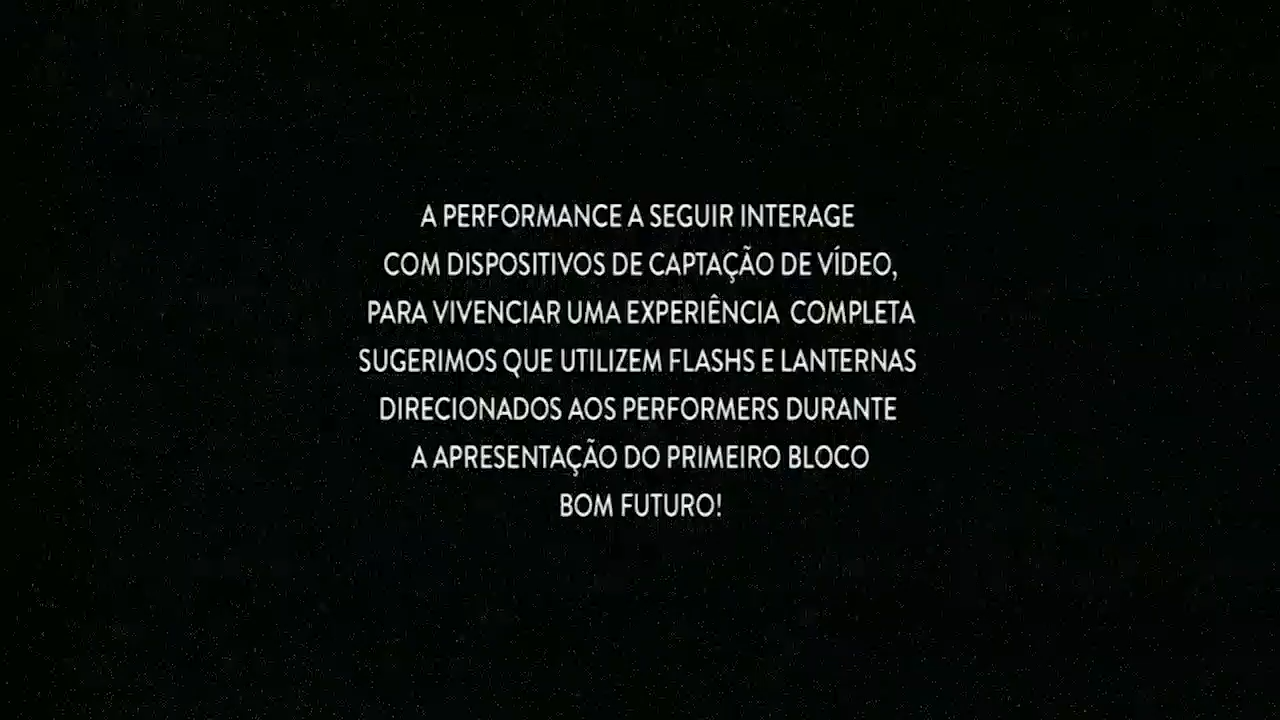 A PERFORMANCE A SEGUIR INTERAGE
COM DISPOSITIVOS DE CAPTAÇÃO DE VÍDEO,
PARA VIVENCIAR UMA EXPERIÊNCIA COMPLETA
SUGERIMOS QUE UTILIZEM FLASHS E LANTERNAS
DIRECIONADOS AOS PERFORMERS DURANTE
A APRESENTAÇÃO DO PRIMEIRO BLOCO
BOM FUTURO!